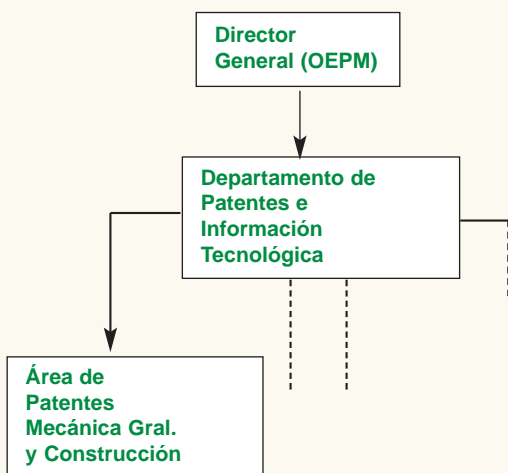 Director
General (OEPM)
Departamento de
Patentes e
Información
Tecnológica
Área de
Patentes
Mecánica Gral.
y Construcción